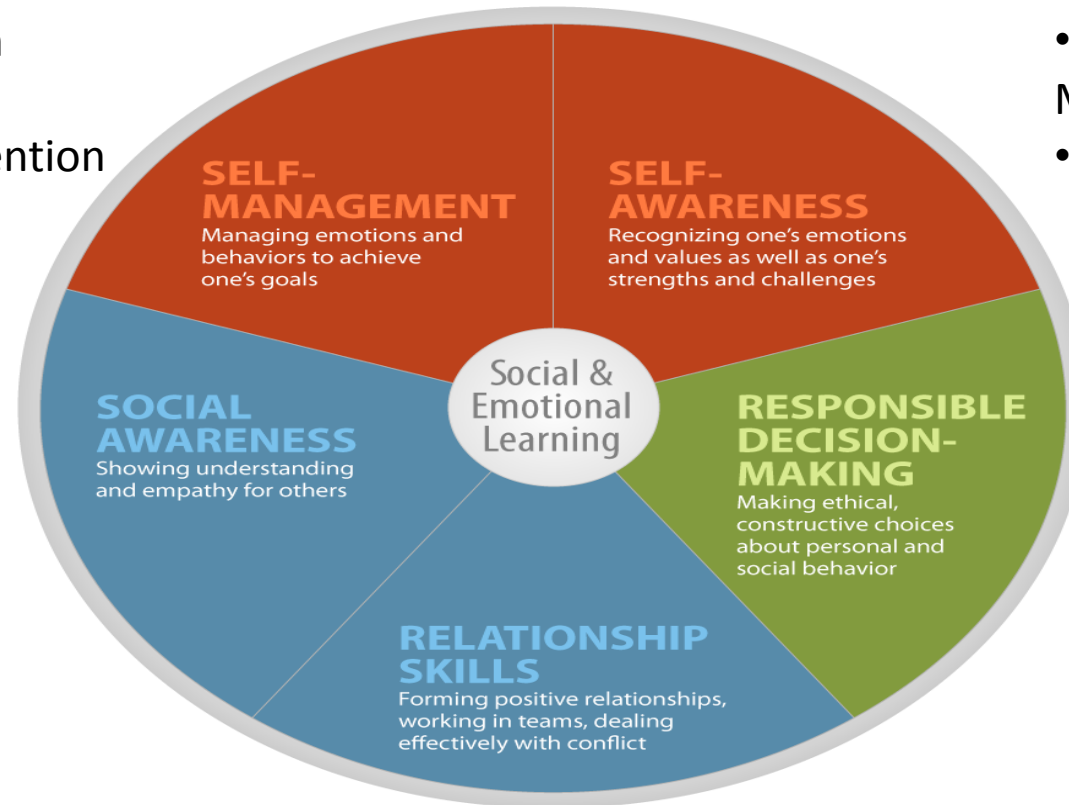 SELF-
MANAGEMENT
Managing emotions and
behaviors to achieve
one's goals
SELF-
AWARENESS
Recognizing one's emotions
and values as well as one's
strengths and challenges
SOCIAL
AWARENESS
Showing understanding
and empathy for others
Social &
Emotional
Learning
RESPONSIBLE
DECISION-
MAKING
Making ethical,
constructive choices
about personal and
social behavior
RELATIONSHIP
SKILLS
Forming positive relationships,
working in teams, dealing
effectively with conflict